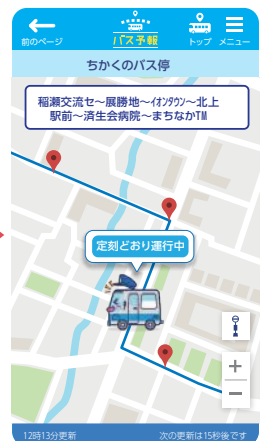 前のページ
バス予報
トップ
メニュー
ちかくのバス停
稲瀬交流セ～展勝地～イオンタウン～北上
駅前～済生会病院～まちなかTM
定刻どおり運行中
+
−
12時13分更新
次の更新は15秒後です